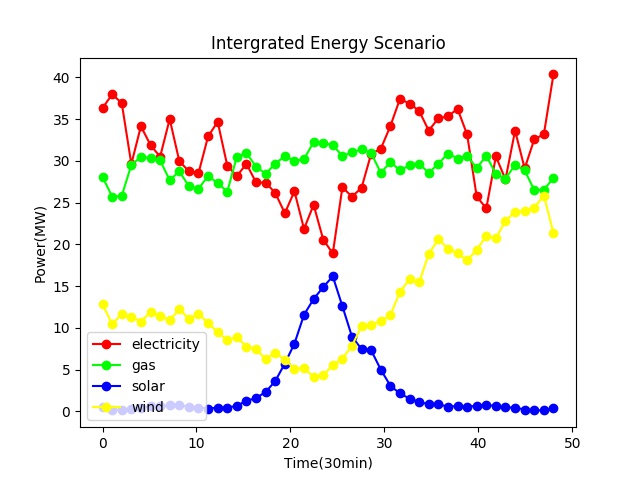 Intergrated Energy Scenario
Power(MW)
40
35
30
25
20
15
10
5
0
electricity
gas
solar
wind
0 10 20 30 40 50
Time(30min)